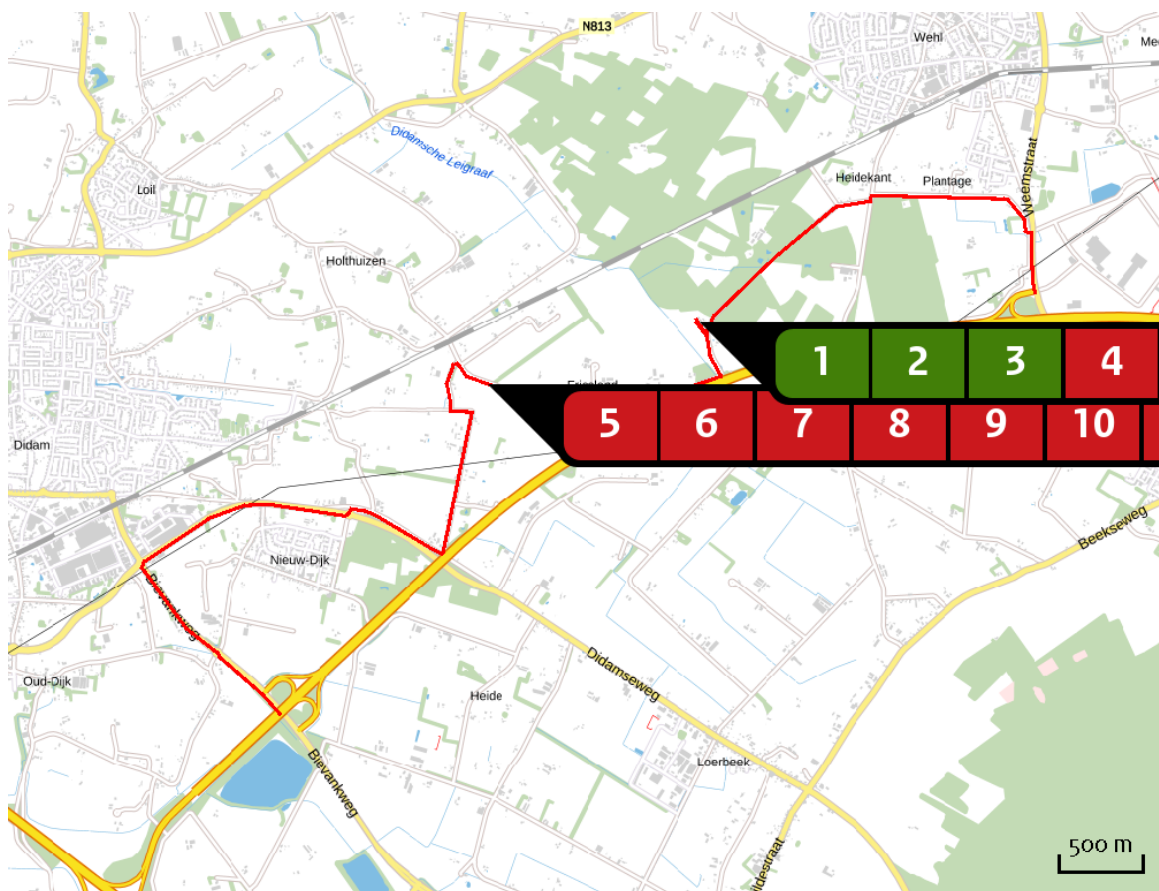 N813
Wehl
Didamsche Leigraaf
Loil
Heidekant
Plantage
Weemstraat
Holthuizen
1 2 3 4
5 6 7 8 9 10
Didam
Nieuw-Dijk
Beekseweg
Bievankweg
Oud-Dijk
Didamseweg
Heide
Bievankweg
Loerbeek
500 m